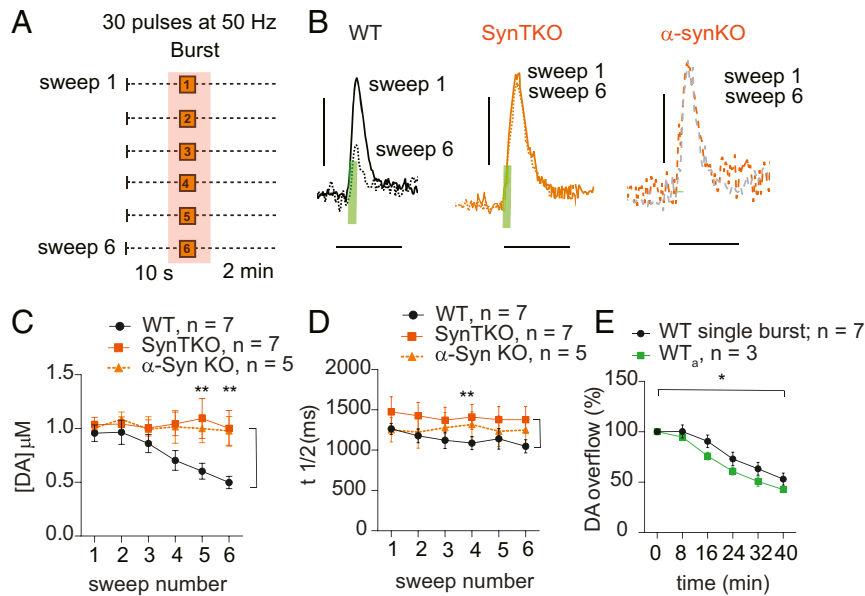 A
30 pulses at 50 Hz
Burst
sweep 1
1
2
3
4
5
sweep 6
6
10 s
2 min
B
WT
SynTKO
α-synKO
sweep 1
sweep 6
sweep 1
sweep 6
sweep 1
sweep 6
C
WT, n = 7
SynTKO, n = 7
α-Syn KO, n = 5
1.5
1.0
0.5
0.0
[DA] μM
** **
1 2 3 4 5 6
sweep number
D
WT, n = 7
SynTKO, n = 7
α-Syn KO, n = 5
2000
1500
1000
500
0
t 1/2 (ms)
**
1 2 3 4 5 6
sweep number
E
WT single burst; n = 7
WTa, n = 3
150
100
50
0
DA overflow (%)
*
0 8 16 24 32 40
time (min)